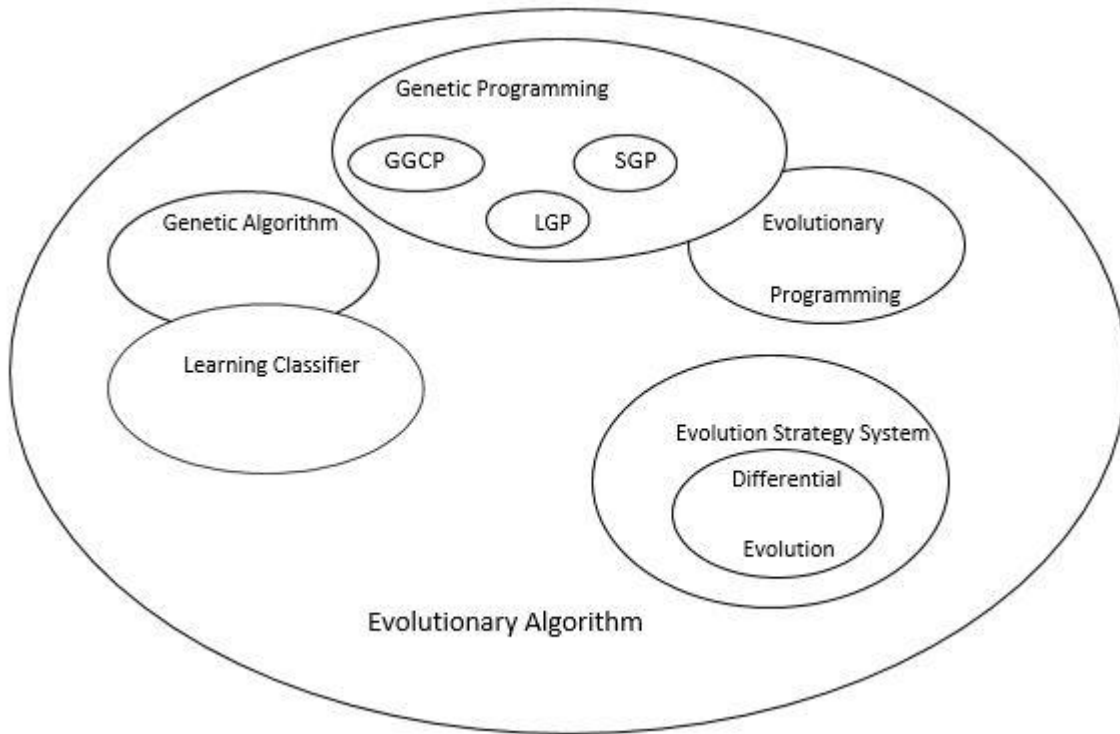 Genetic Programming
GGCP
SGP
LGP
Genetic Algorithm
Evolutionary
Programming
Learning Classifier
Evolution Strategy System
Differential
Evolution
Evolutionary Algorithm